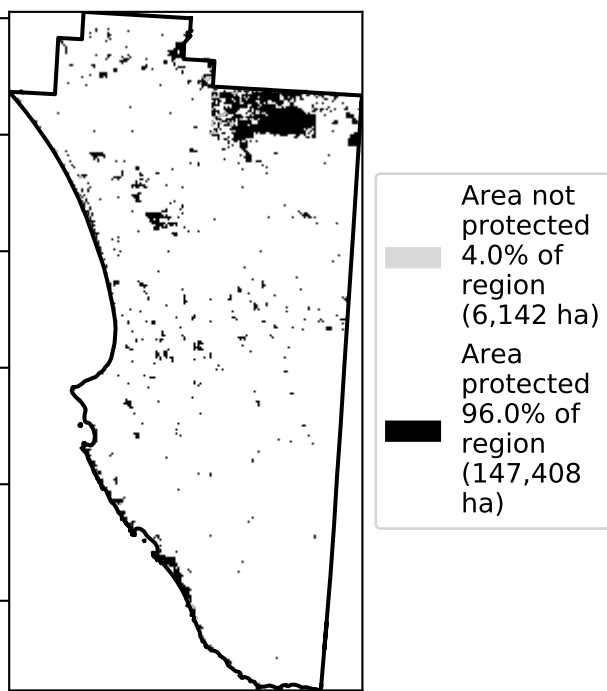 Area not
protected
4.0% of
region
(6,142 ha)
Area
protected
96.0% of
region
(147,408
ha)